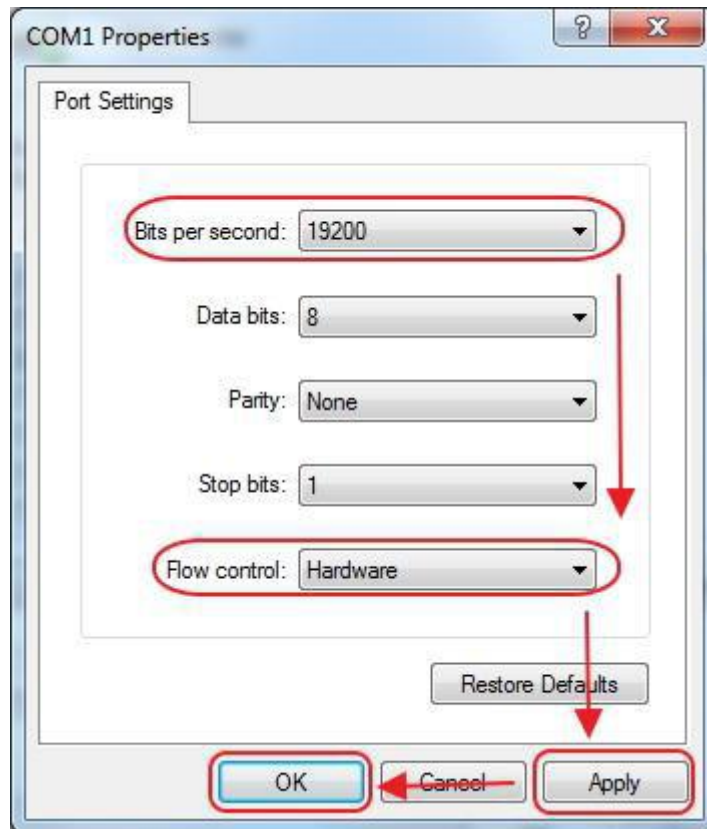 COM1 Properties
Port Settings
Bits per second: 19200
Data bits: 8
Parity: None
Stop bits: 1
Flow control: Hardware
Restore Defaults
OK Cancel Apply